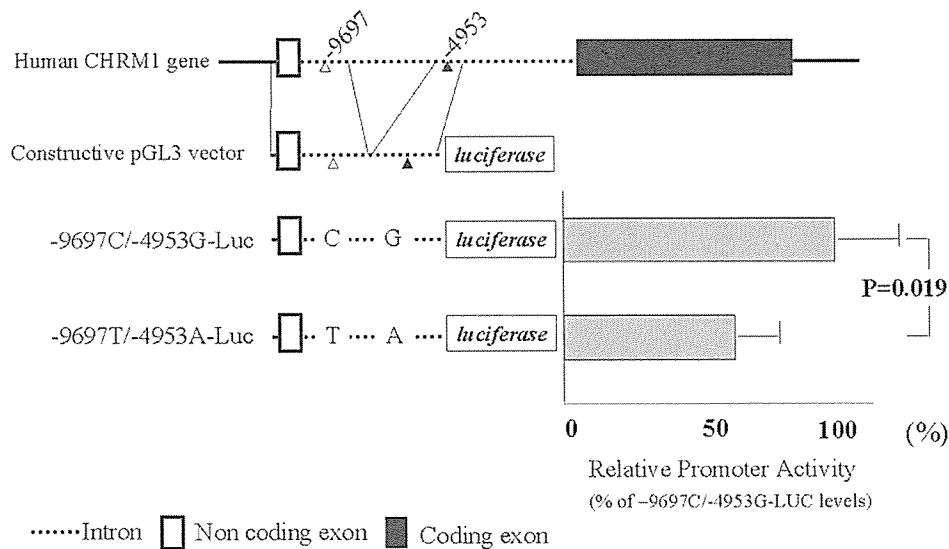 -9697
-4953
Human CHRM1 gene
Constructive pGL3 vector
luciferase
-9697C/-4953G-Luc C G luciferase
P=0.019
-9697T/-4953A-Luc T A luciferase
0 50 100 (%)
Relative Promoter Activity
(% of –9697C/-4953G-LUC levels)
Intron Non coding exon Coding exon